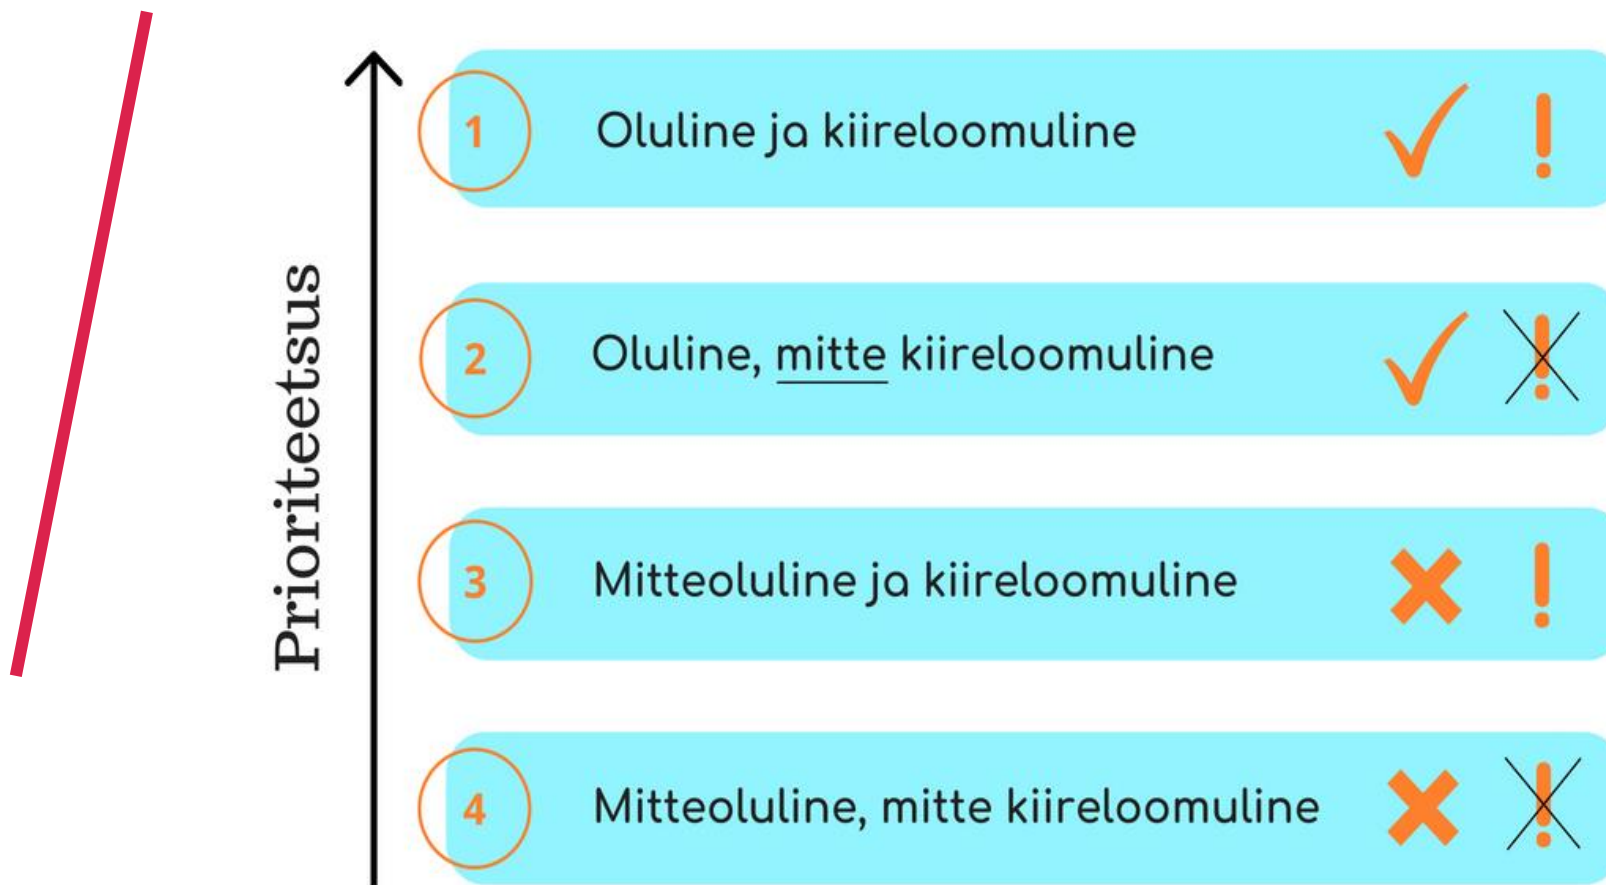 Prioriteetsus
1 Oluline ja kiireloomuline
2 Oluline, mitte kiireloomuline
3 Mitteoluline ja kiireloomuline
4 Mitteoluline, mitte kiireloomuline